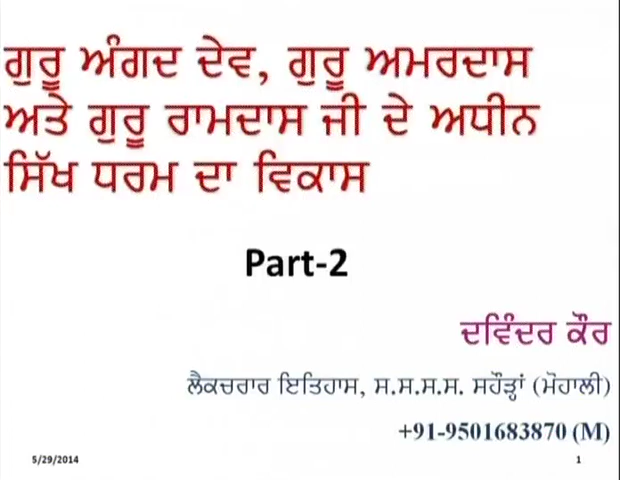 ਗੁਰੂ ਅੰਗਦ ਦੇਵ, ਗੁਰੂ ਅਮਰਦਾਸ
ਅਤੇ ਗੁਰੂ ਰਾਮਦਾਸ ਜੀ ਦੇ ਅਧੀਨ
ਸਿੱਖ ਧਰਮ ਦਾ ਵਿਕਾਸ
Part-2
ਦਵਿੰਦਰ ਕੌਰ
ਲੈਕਚਰਾਰ ਇਤਿਹਾਸ, ਸ.ਸ.ਸ.ਸ. ਸਹੌੜ੍ਹਾਂ (ਮੋਹਾਲੀ)
+91-9501683870 (M)
5/29/2014 1